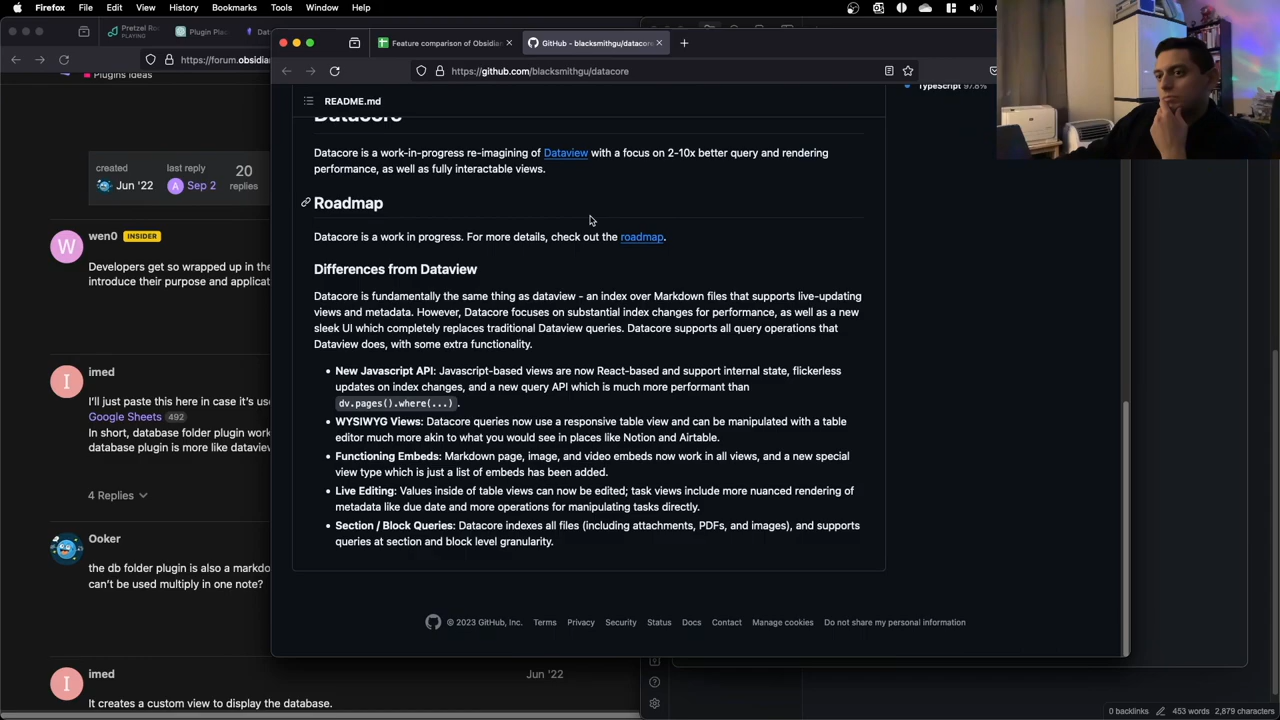 Firefox File Edit View History Bookmarks Tools Window Help
Pretzel Ro
PLAYING
Plugin Pla
Dat
https://forum.obsidia
Feature comparison of Obsidia
GitHub - blacksmithgu/datacore
https://github.com/blacksmithgu/datacore
Plugins ideas
README.md
TypeScript 97.8%
Datacore
Datacore is a work-in-progress re-imagining of Dataview with a focus on 2-10x better query and rendering
performance, as well as fully interactable views.
Roadmap
Datacore is a work in progress. For more details, check out the roadmap.
Differences from Dataview
Datacore is fundamentally the same thing as dataview - an index over Markdown files that supports live-updating
views and metadata. However, Datacore focuses on substantial index changes for performance, as well as a new
sleek UI which completely replaces traditional Dataview queries. Datacore supports all query operations that
Dataview does, with some extra functionality.
• New Javascript API: Javascript-based views are now React-based and support internal state, flickerless
updates on index changes, and a new query API which is much more performant than
dv.pages().where(...).
• WYSIWYG Views: Datacore queries now use a responsive table view and can be manipulated with a table
editor much more akin to what you would see in places like Notion and Airtable.
• Functioning Embeds: Markdown page, image, and video embeds now work in all views, and a new special
view type which is just a list of embeds has been added.
• Live Editing: Values inside of table views can now be edited; task views include more nuanced rendering of
metadata like due date and more operations for manipulating tasks directly.
• Section / Block Queries: Datacore indexes all files (including attachments, PDFs, and images), and supports
queries at section and block level granularity.
© 2023 GitHub, Inc. Terms Privacy Security Status Docs Contact Manage cookies Do not share my personal information
created last reply 20
Jun '22 A Sep 2 replies
W wen0 INSIDER
Developers get so wrapped up in the
introduce their purpose and applicat
I imed
I'll just paste this here in case it's use
Google Sheets 492
In short, database folder plugin work
database plugin is more like dataview
4 Replies
Ooker
the db folder plugin is also a markdo
can't be used multiply in one note?
I imed Jun '22
It creates a custom view to display the database.
0 backlinks 453 words 2,879 characters